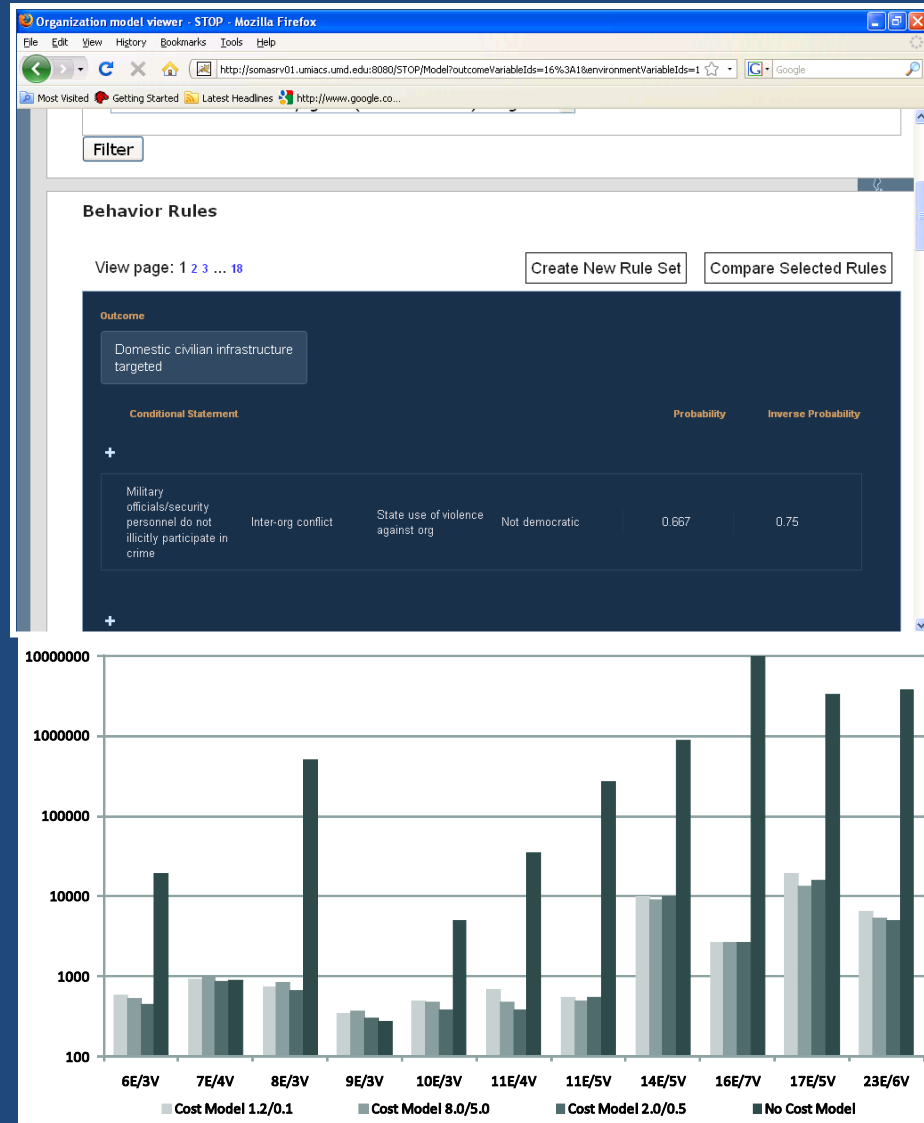 Organization model viewer - STOP - Mozilla Firefox
File Edit View History Bookmarks Tools Help
http://somasrv01.umiacs.umd.edu:8080/STOP/Model?outcomeVariableIds=16%3A1&environmentVariableIds=1
Google
Most Visited Getting Started Latest Headlines http://www.google.co...
Filter
Behavior Rules
View page: 1 2 3 ... 18
Create New Rule Set
Compare Selected Rules
Outcome
Domestic civilian infrastructure
targeted
Conditional Statement Probability Inverse Probability
+
Military
officials/security
personnel do not
illicitly participate in
crime
Inter-org conflict
State use of violence
against org
Not democratic
0.667
0.75
+
10000000
1000000
100000
10000
1000
100
6E/3V 7E/4V 8E/3V 9E/3V 10E/3V 11E/4V 11E/5V 14E/5V 16E/7V 17E/5V 23E/6V
Cost Model 1.2/0.1 Cost Model 8.0/5.0 Cost Model 2.0/0.5 No Cost Model